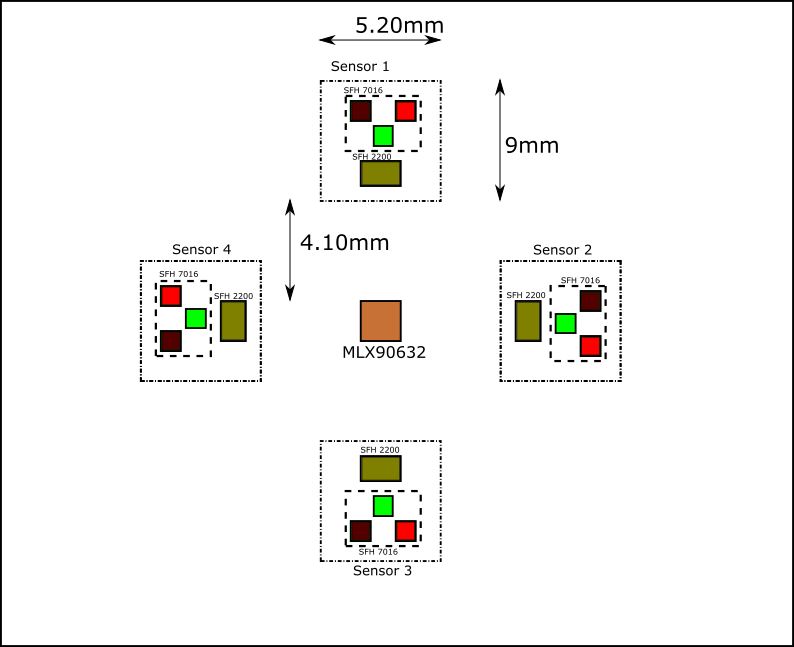 5.20mm
Sensor 1
SFH 7016
SFH 2200
9mm
4.10mm
Sensor 4
SFH 7016
SFH 2200
Sensor 2
SFH 7016
SFH 2200
MLX90632
SFH 2200
SFH 7016
Sensor 3